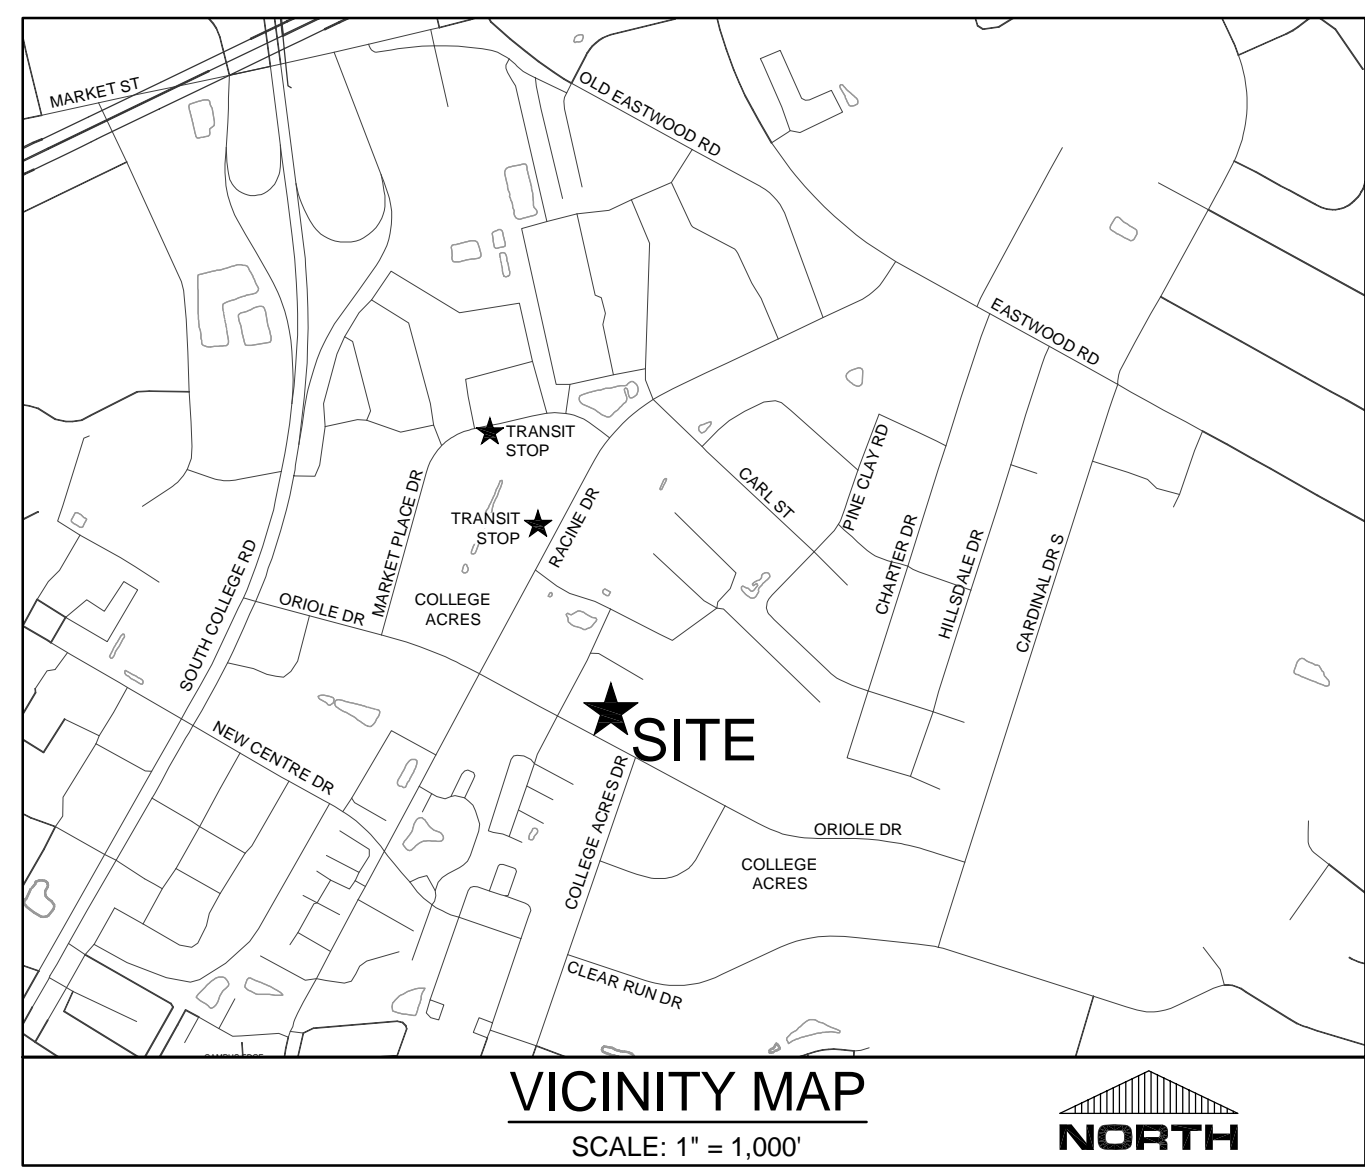 MARKET ST
OLD EASTWOOD RD
EASTWOOD RD
TRANSIT
STOP
TRANSIT
STOP
MARKET PLACE DR
RACINE DR
CARL ST
PINE CLAY RD
CHARTER DR
HILLSDALE DR
CARDINAL DR S
SOUTH COLLEGE RD
ORIOLE DR
COLLEGE
ACRES
SITE
NEW CENTRE DR
COLLEGE ACRES DR
ORIOLE DR
COLLEGE
ACRES
CLEAR RUN DR
VICINITY MAP
SCALE: 1" = 1,000'
NORTH